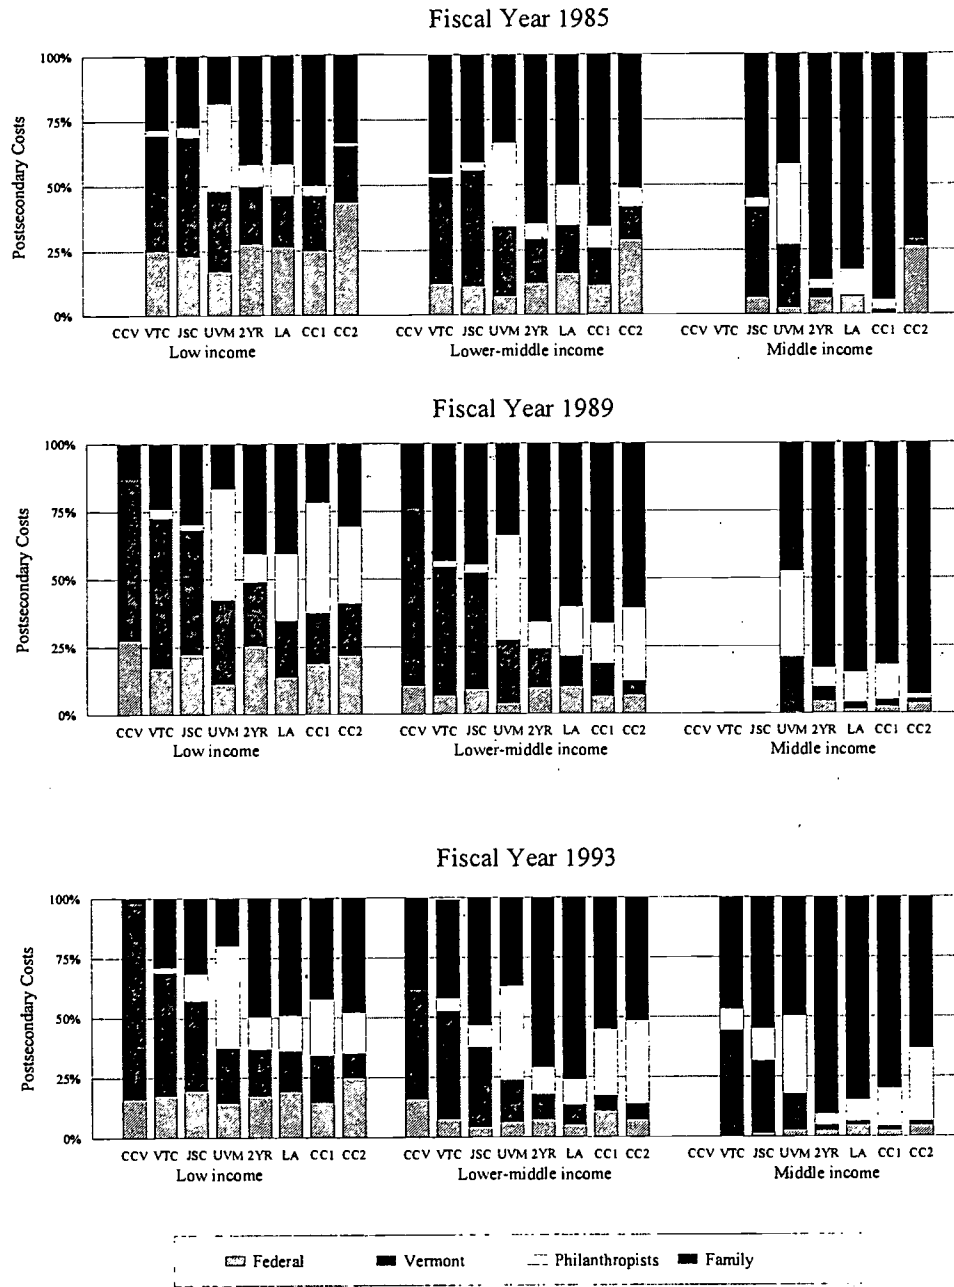 Fiscal Year 1985
Postsecondary Costs
100%
75%
50%
25%
0%
CCV VTC JSC UVM 2YR LA CC1 CC2
Low income
CCV VTC JSC UVM 2YR LA CC1 CC2
Lower-middle income
CCV VTC JSC UVM 2YR LA CC1 CC2
Middle income
Fiscal Year 1989
Postsecondary Costs
100%
75%
50%
25%
0%
CCV VTC JSC UVM 2YR LA CC1 CC2
Low income
CCV VTC JSC UVM 2YR LA CC1 CC2
Lower-middle income
CCV VTC JSC UVM 2YR LA CC1 CC2
Middle income
Fiscal Year 1993
Postsecondary Costs
100%
75%
50%
25%
0%
CCV VTC JSC UVM 2YR LA CC1 CC2
Low income
CCV VTC JSC UVM 2YR LA CC1 CC2
Lower-middle income
CCV VTC JSC UVM 2YR LA CC1 CC2
Middle income
Federal Vermont Philanthropists Family